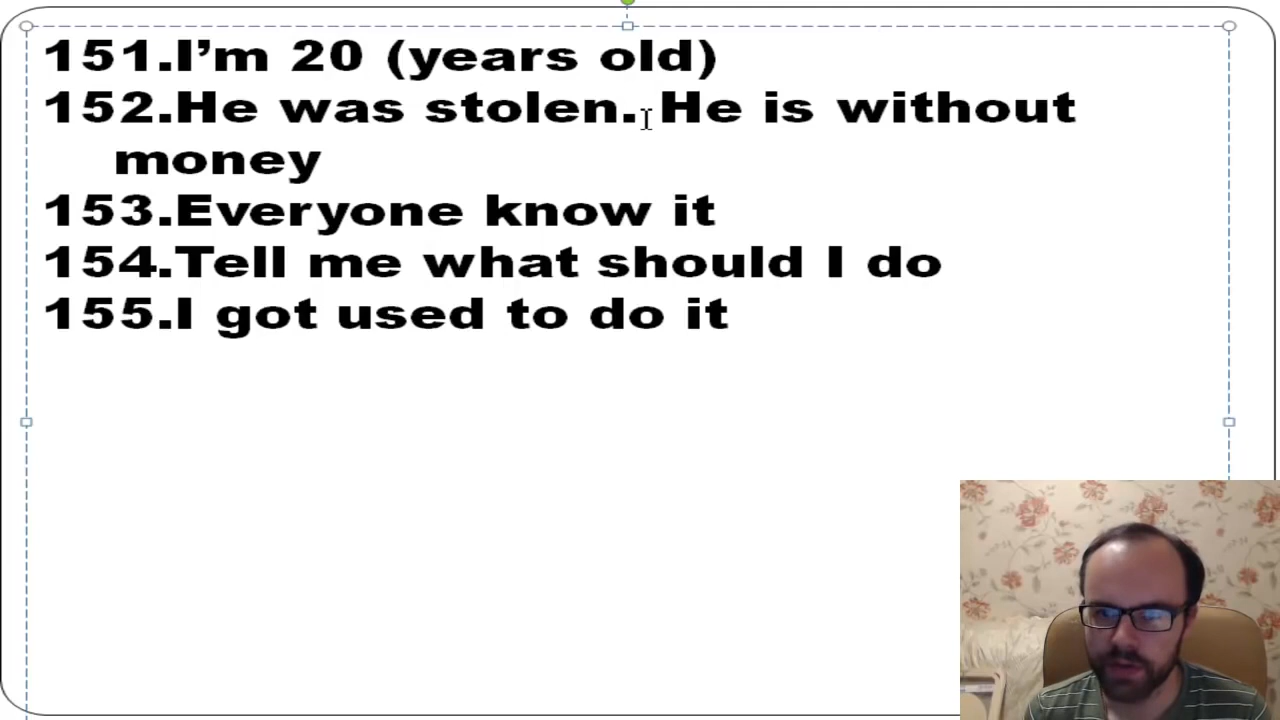 151.I’m 20 (years old)
152.He was stolen. He is without
money
153.Everyone know it
154.Tell me what should I do
155.I got used to do it